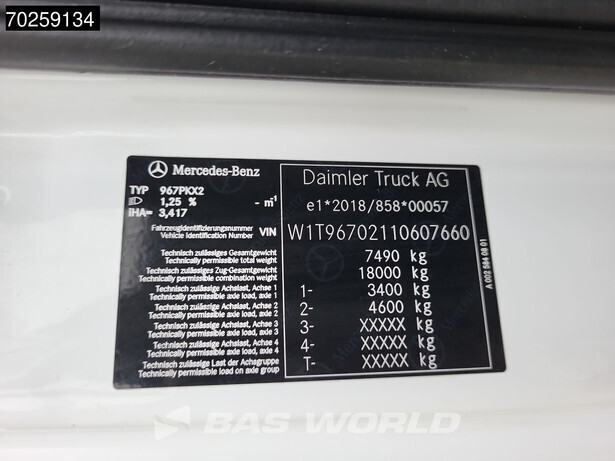 70259134
Mercedes-Benz
Daimler Truck AG
TYP 967PKX2
1,25 % - m¹
e1*2018/858*00057
iHA= 3,417
Fahrzeugidentifizierungsnummer
Vehicle Identification Number VIN
W1T96702110607660
Technisch zulässiges Gesamtgewicht
Technically permissible total weight
7490 kg
Technisch zulässiges Zug-Gesamtgewicht
Technically permissible combination weight
18000 kg
Technisch zulässige Achslast, Achse 1
Technically permissible axle load, axle 1
1- 3400 kg
Technisch zulässige Achslast, Achse 2
Technically permissible axle load, axle 2
2- 4600 kg
Technisch zulässige Achslast, Achse 3
Technically permissible axle load, axle 3
3- XXXXX kg
Technisch zulässige Achslast, Achse 4
Technically permissible axle load, axle 4
4- XXXXX kg
Technisch zulässige Last der Achsgruppe
Technically permissible load on axle group
T- XXXXX kg
A 002 584 08 01
BAS WORLD